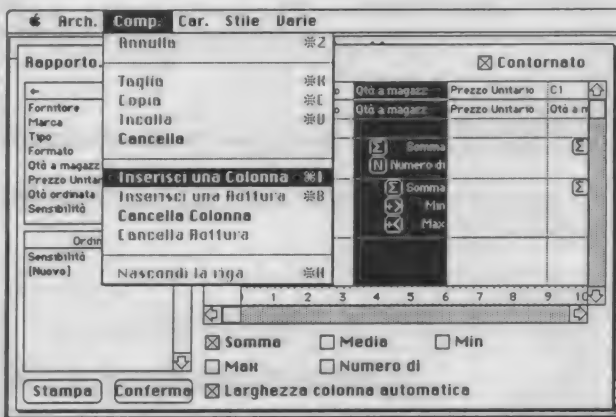 Arch. Comp. Car. Stile Varie
Annulla ⌘Z
Taglia ⌘X
Copia ⌘C
Incolla ⌘V
Cancella
Inserisci una Colonna ⌘I
Inserisci una Rottura ⌘B
Cancella Colonna
Cancella Rottura
Nascondi la riga ⌘H
Rapporto.
Contornato
Fornitore
Marca
Tipo
Formato
Qtà a magazz
Prezzo Unitar
Qtà ordinata
Sensibilità
Ordin
Sensibilità
[Nuovo]
Qtà a magazz Prezzo Unitario C1
Qtà a magazz Prezzo Unitario Qtà a m
Σ Somma Σ
N Numero di
Σ Somma Σ
Min
Max
1 2 3 4 5 6 7 8 9 10
Somma Media Min
Max Numero di
Larghezza colonna automatica
Stampa Conferma